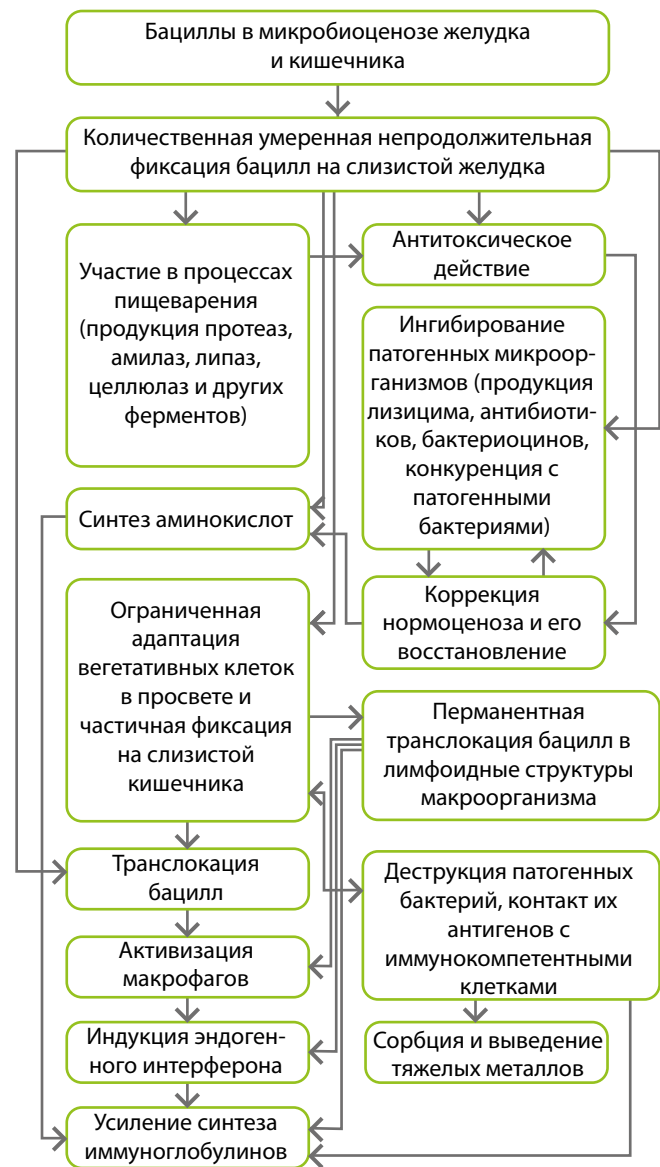 Бациллы в микробиоценозе желудка
и кишечника
Количественная умеренная непродолжительная
фиксация бацилл на слизистой желудка
Участие в процессах
пищеварения
(продукция протеаз,
амилаз, липаз,
целлюлаз и других
ферментов)
Антитоксическое
действие
Ингибирование
патогенных микроор-
ганизмов (продукция
лизицима, антибиоти-
ков, бактериоцинов,
конкуренция с
патогенными
бактериями)
Синтез аминокислот
Коррекция
нормоценоза и его
восстановление
Ограниченная
адаптация
вегетативных клеток
в просвете и
частичная фиксация
на слизистой
кишечника
Перманентная
транслокация бацилл в
лимфоидные структуры
макроорганизма
Транслокация
бацилл
Деструкция патогенных
бактерий, контакт их
антигенов с
иммунокомпетентными
клетками
Активизация
макрофагов
Индукция эндоген-
ного интерферона
Сорбция и выведение
тяжелых металлов
Усиление синтеза
иммуноглобулинов